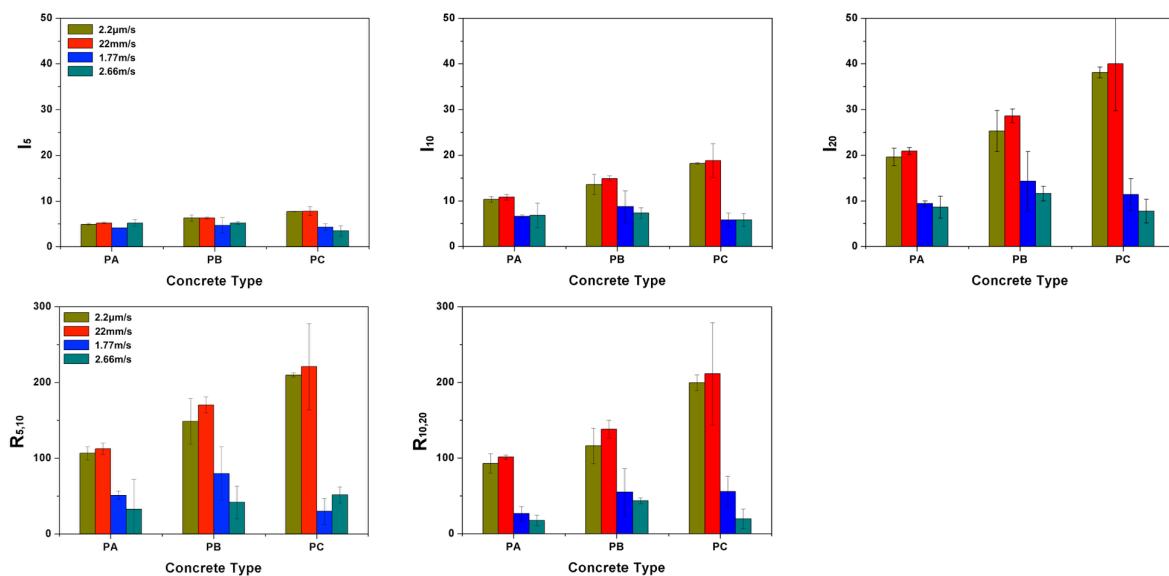 50
40
30
20
10
0
I5
2.2μm/s
22mm/s
1.77m/s
2.66m/s
PA PB PC
Concrete Type
50
40
30
20
10
0
I10
PA PB PC
Concrete Type
50
40
30
20
10
0
I20
PA PB PC
Concrete Type
300
200
100
0
R5,10
2.2μm/s
22mm/s
1.77m/s
2.66m/s
PA PB PC
Concrete Type
300
200
100
0
R10,20
PA PB PC
Concrete Type